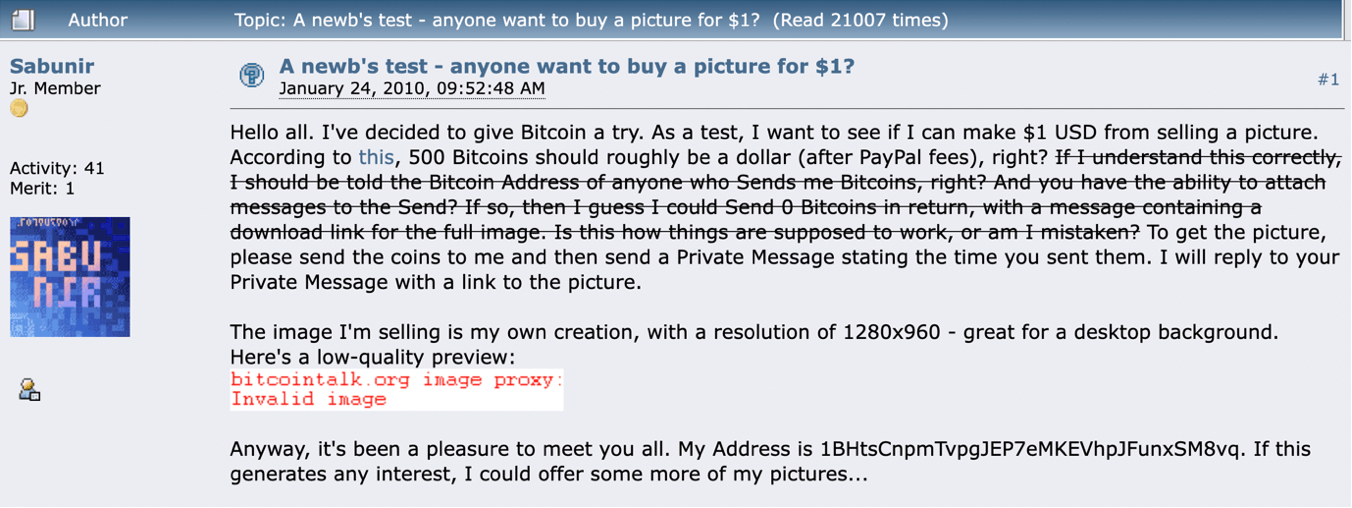 Author Topic: A newb's test - anyone want to buy a picture for $1? (Read 21007 times)
Sabunir
Jr. Member
Activity: 41
Merit: 1
SABU
NIR
A newb's test - anyone want to buy a picture for $1?
January 24, 2010, 09:52:48 AM
#1
Hello all. I've decided to give Bitcoin a try. As a test, I want to see if I can make $1 USD from selling a picture.
According to this, 500 Bitcoins should roughly be a dollar (after PayPal fees), right? If I understand this correctly,
I should be told the Bitcoin Address of anyone who Sends me Bitcoins, right? And you have the ability to attach
messages to the Send? If so, then I guess I could Send 0 Bitcoins in return, with a message containing a
download link for the full image. Is this how things are supposed to work, or am I mistaken? To get the picture,
please send the coins to me and then send a Private Message stating the time you sent them. I will reply to your
Private Message with a link to the picture.
The image I'm selling is my own creation, with a resolution of 1280x960 - great for a desktop background.
Here's a low-quality preview:
bitcointalk.org image proxy:
Invalid image
Anyway, it's been a pleasure to meet you all. My Address is 1BHtsCnpmTvpgJEP7eMKEVhpJFunxSM8vq. If this
generates any interest, I could offer some more of my pictures...